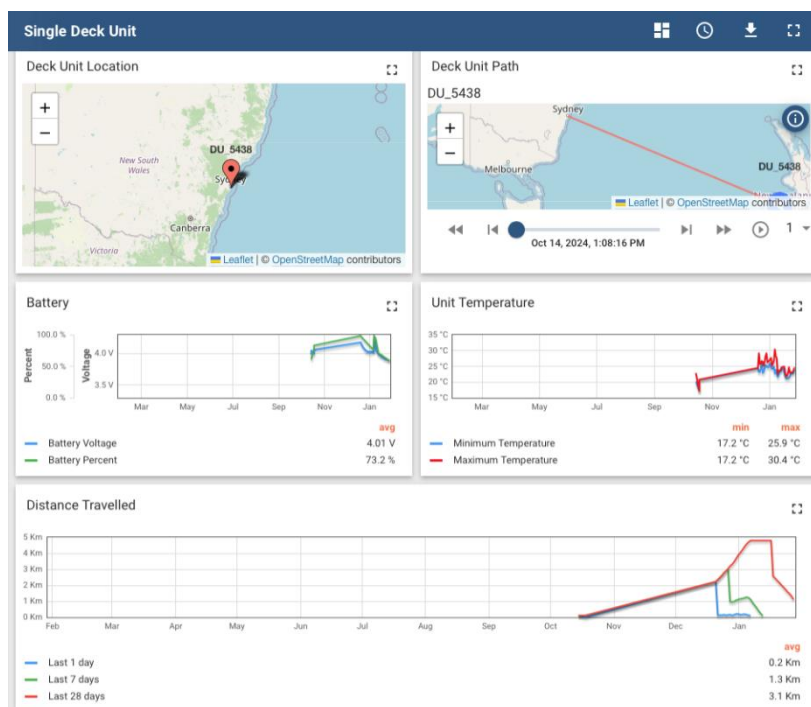 Single Deck Unit
Deck Unit Location
+
−
DU_5438
New South
Wales
Sydney
Canberra
Victoria
Leaflet | © OpenStreetMap contributors
Deck Unit Path
DU_5438
+
−
Sydney
Melbourne
DU_5438
Leaflet | © OpenStreetMap contributors
Oct 14, 2024, 1:08:16 PM
1
Battery
Percent
100.0 %
50.0 %
0.0 %
Voltage
4.0 V
3.5 V
Mar May Jul Sep Nov Jan
avg
Battery Voltage 4.01 V
Battery Percent 73.2 %
Unit Temperature
35 °C
30 °C
25 °C
20 °C
15 °C
Mar May Jul Sep Nov Jan
min max
Minimum Temperature 17.2 °C 25.9 °C
Maximum Temperature 17.2 °C 30.4 °C
Distance Travelled
5 Km
4 Km
3 Km
2 Km
1 Km
0 Km
Feb Mar Apr May Jun Jul Aug Sep Oct Nov Dec Jan
avg
Last 1 day 0.2 Km
Last 7 days 1.3 Km
Last 28 days 3.1 Km